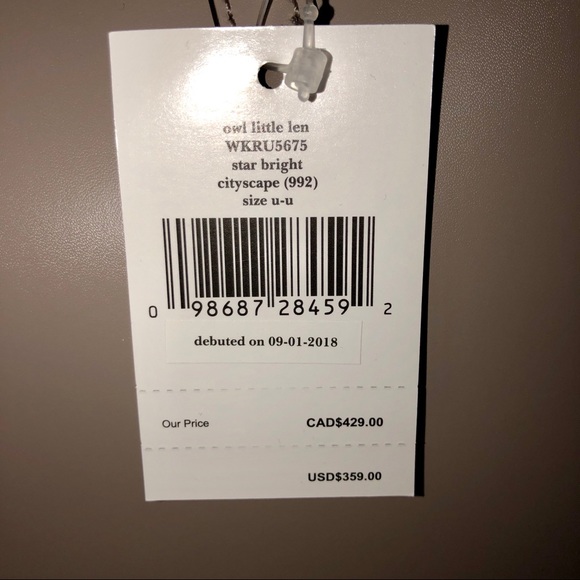 owl little len
WKRU5675
star bright
cityscape (992)
size u-u
0 98687 28459 2
debuted on 09-01-2018
Our Price CAD$429.00
USD$359.00